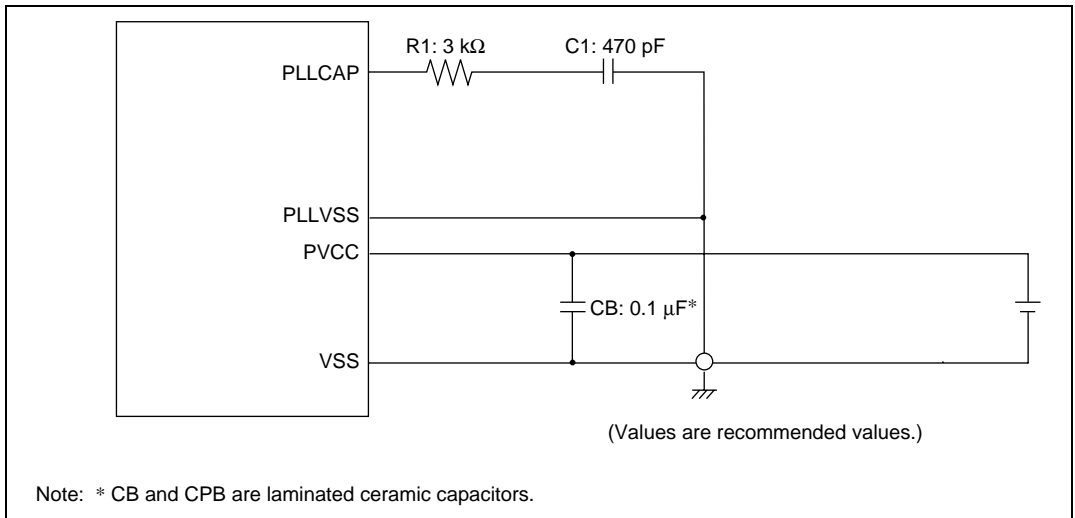 R1: 3 kΩ C1: 470 pF
PLLCAP
PLLVSS
PVCC
CB: 0.1 μF*
VSS
(Values are recommended values.)
Note: * CB and CPB are laminated ceramic capacitors.